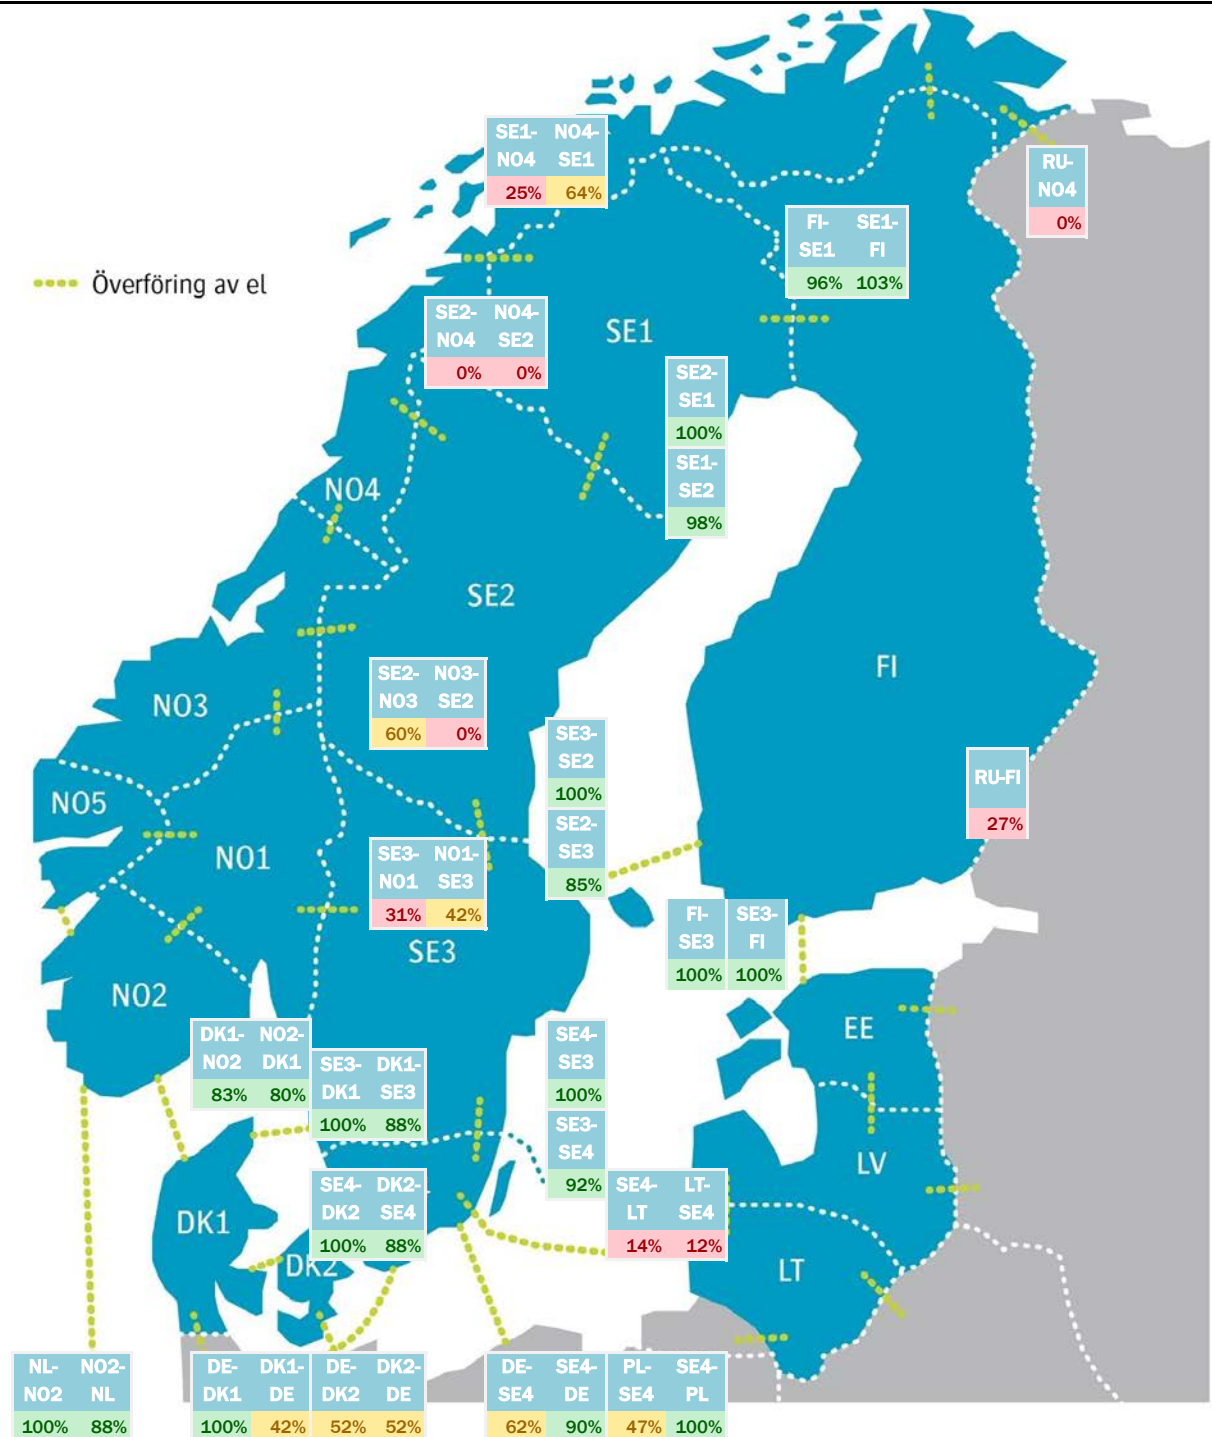 SE1- NO4-
NO4 SE1
25% 64%
RU-
NO4
0%
FI- SE1-
SE1 FI
96% 103%
Överföring av el
SE2- NO4-
NO4 SE2
0% 0%
SE1
SE2-
SE1
100%
SE1-
SE2
98%
NO4
SE2
FI
SE2- NO3-
NO3 SE2
60% 0%
NO3
SE3-
SE2
100%
SE2-
SE3
85%
RU-FI
27%
NO5
NO1
SE3- NO1-
NO1 SE3
31% 42%
SE3
FI- SE3-
SE3 FI
100% 100%
NO2
EE
DK1- NO2-
NO2 DK1
83% 80%
SE3- DK1-
DK1 SE3
100% 88%
SE4-
SE3
100%
SE3-
SE4
92%
LV
SE4- DK2-
DK2 SE4
100% 88%
SE4- LT-
LT SE4
14% 12%
DK1
DK2
LT
NL- NO2-
NO2 NL
100% 88%
DE- DK1- DE- DK2-
DK1 DE DK2 DE
100% 42% 52% 52%
DE- SE4- PL- SE4-
SE4 DE SE4 PL
62% 90% 47% 100%